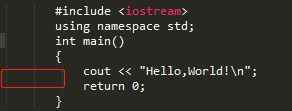 #include <iostream>
using namespace std;
int main()
{
    cout << "Hello,World!\n";
    return 0;
}